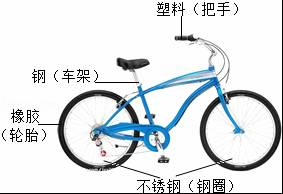 塑料（把手）
钢（车架）
橡胶
（轮胎）
不锈钢（钢圈）